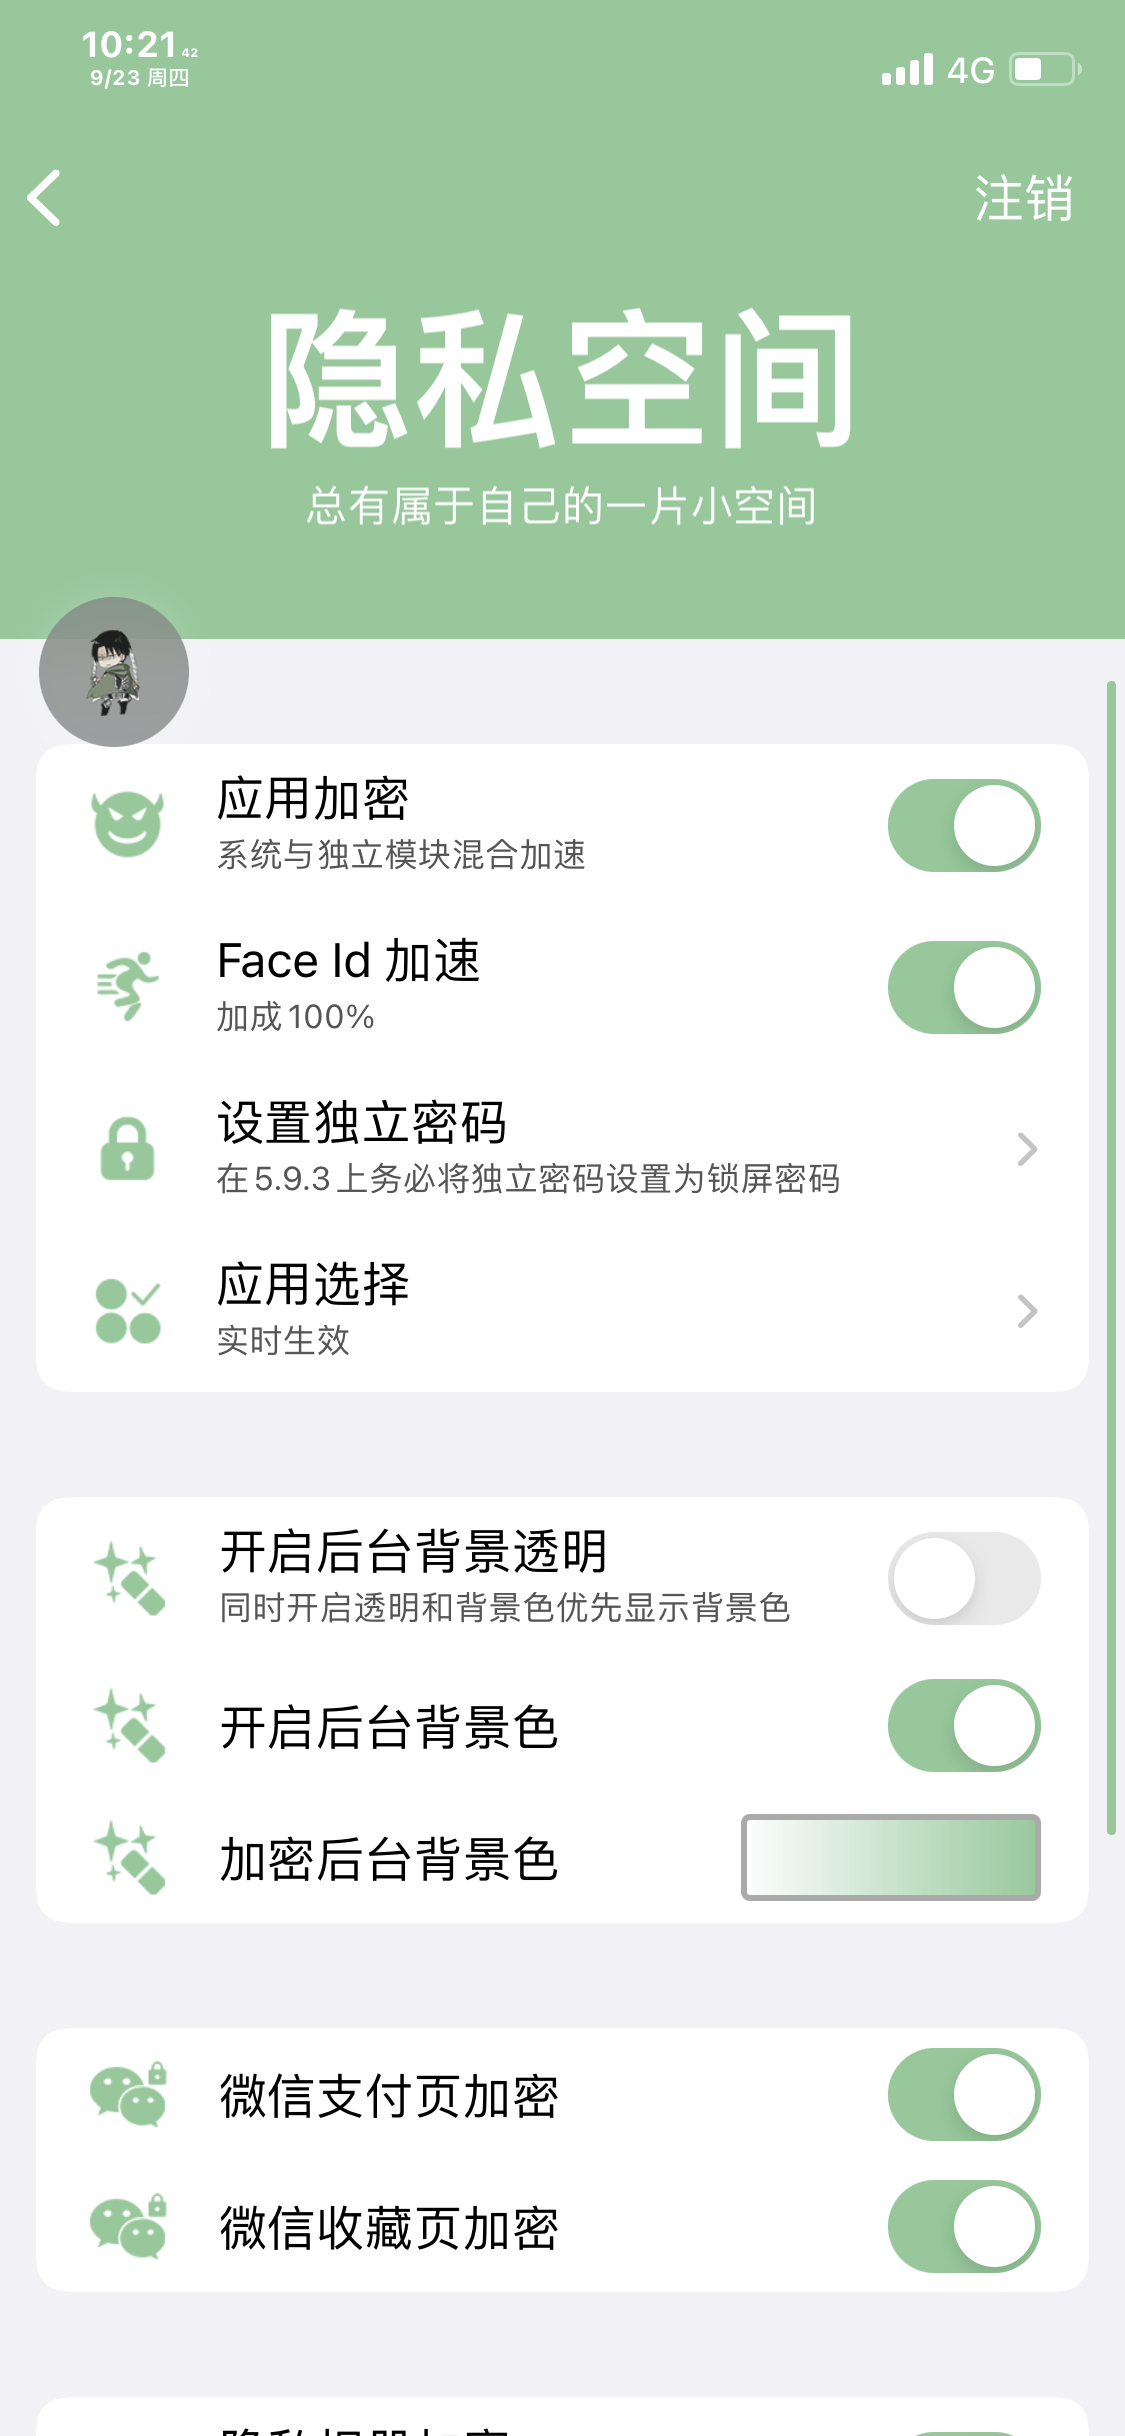 10:21 42
9/23 周四
4G
注销
隐私空间
总有属于自己的一片小空间
应用加密
系统与独立模块混合加速
Face Id 加速
加成100%
设置独立密码
在5.9.3上务必将独立密码设置为锁屏密码
应用选择
实时生效
开启后台背景透明
同时开启透明和背景色优先显示背景色
开启后台背景色
加密后台背景色
微信支付页加密
微信收藏页加密